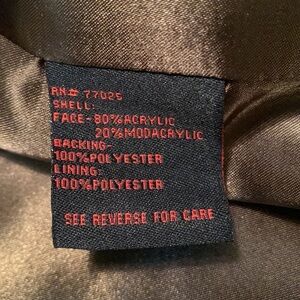 RN# 77025
SHELL:
FACE-80%ACRYLIC
20%MODACRYLIC
BACKING-
100%POLYESTER
LINING:
100%POLYESTER
SEE REVERSE FOR CARE